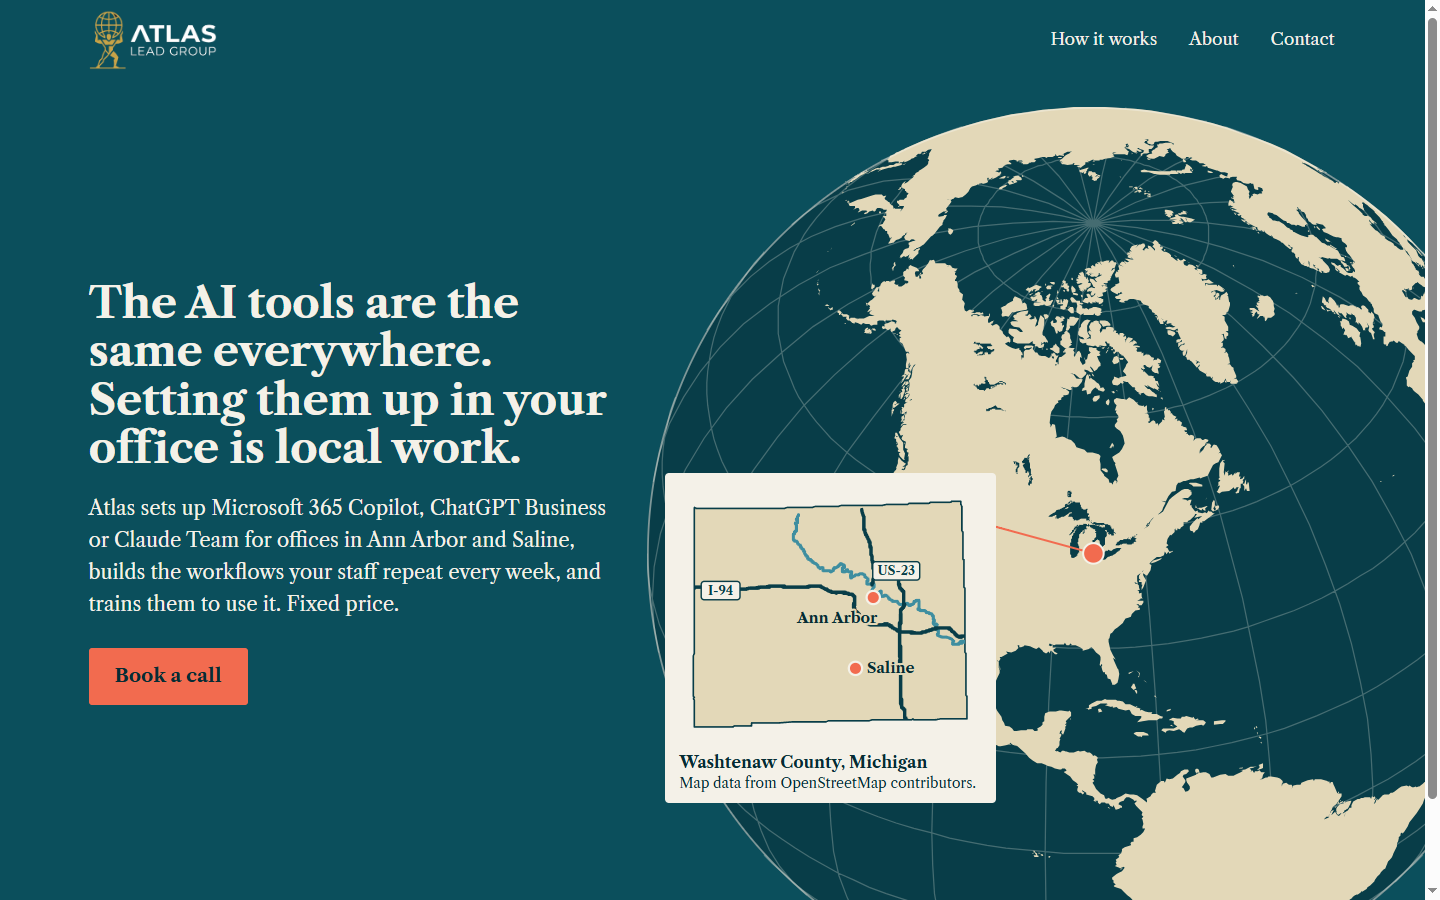 ATLAS
LEAD GROUP
How it works
About
Contact
The AI tools are the
same everywhere.
Setting them up in your
office is local work.
Atlas sets up Microsoft 365 Copilot, ChatGPT Business
or Claude Team for offices in Ann Arbor and Saline,
builds the workflows your staff repeat every week, and
trains them to use it. Fixed price.
Book a call
US-23
I-94
Ann Arbor
Saline
Washtenaw County, Michigan
Map data from OpenStreetMap contributors.